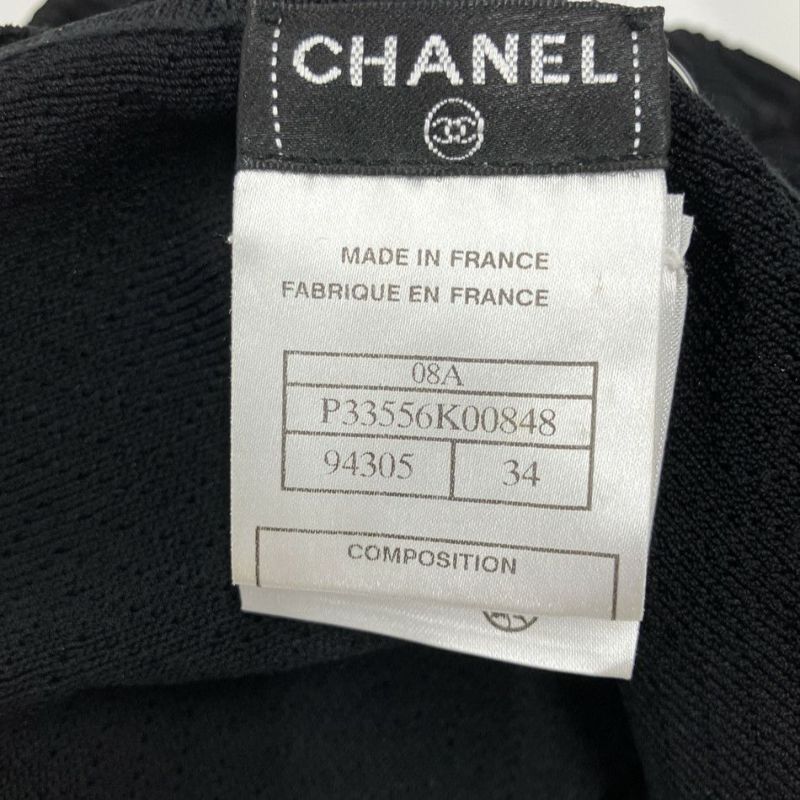 CHANEL
MADE IN FRANCE
FABRIQUE EN FRANCE
08A
P33556K00848
94305 34
COMPOSITION